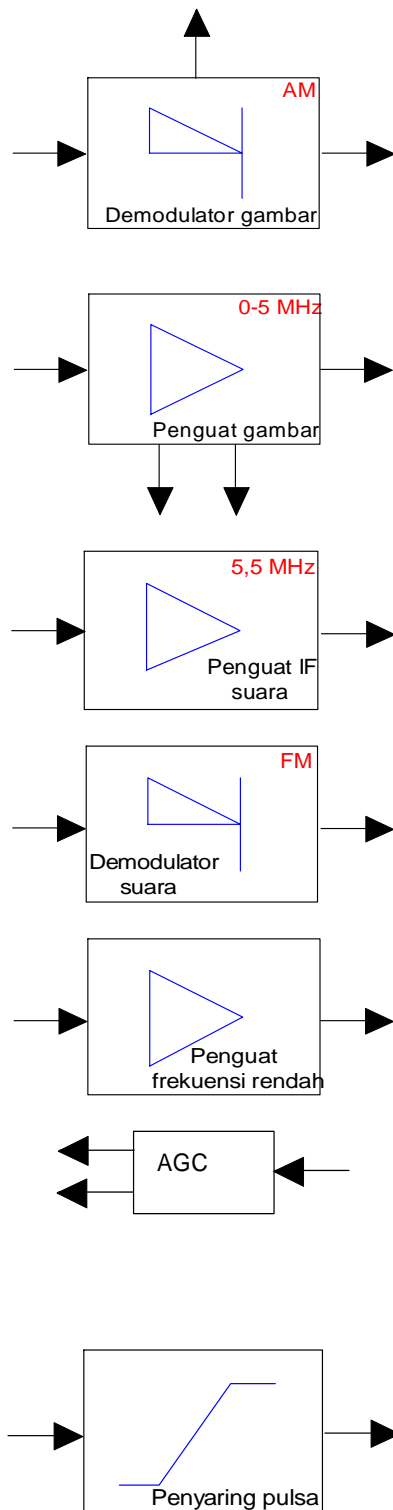 AM
Demodulator gambar
0-5 MHz
Penguat gambar
5,5 MHz
Penguat IF
suara
FM
Demodulator
suara
Penguat
frekuensi rendah
AGC
Penyaring pulsa